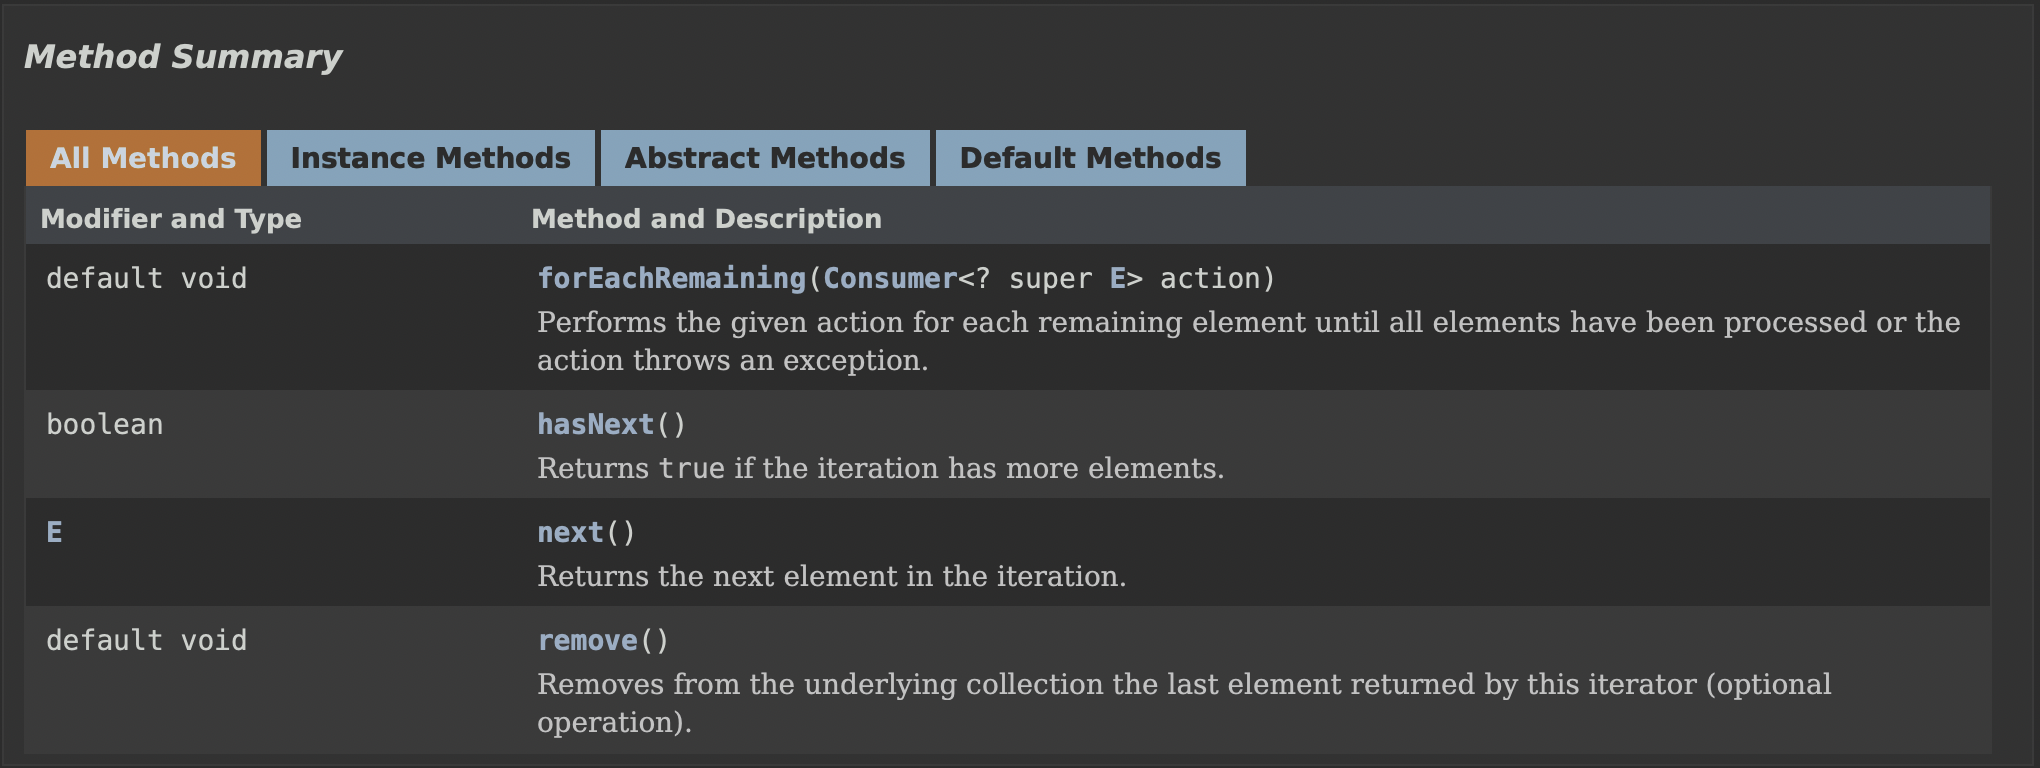 Method Summary
All Methods Instance Methods Abstract Methods Default Methods
Modifier and Type Method and Description
default void forEachRemaining(Consumer<? super E> action)
Performs the given action for each remaining element until all elements have been processed or the
action throws an exception.
boolean hasNext()
Returns true if the iteration has more elements.
E next()
Returns the next element in the iteration.
default void remove()
Removes from the underlying collection the last element returned by this iterator (optional
operation).